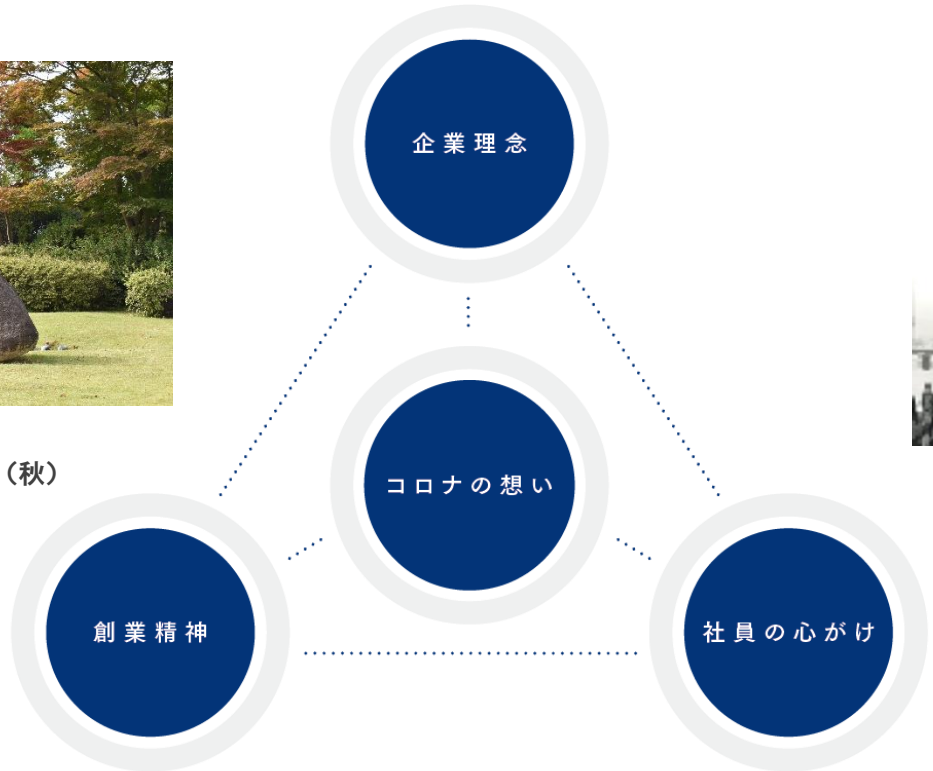 企業理念
コロナの想い
（秋）
創業精神
社員の心がけ